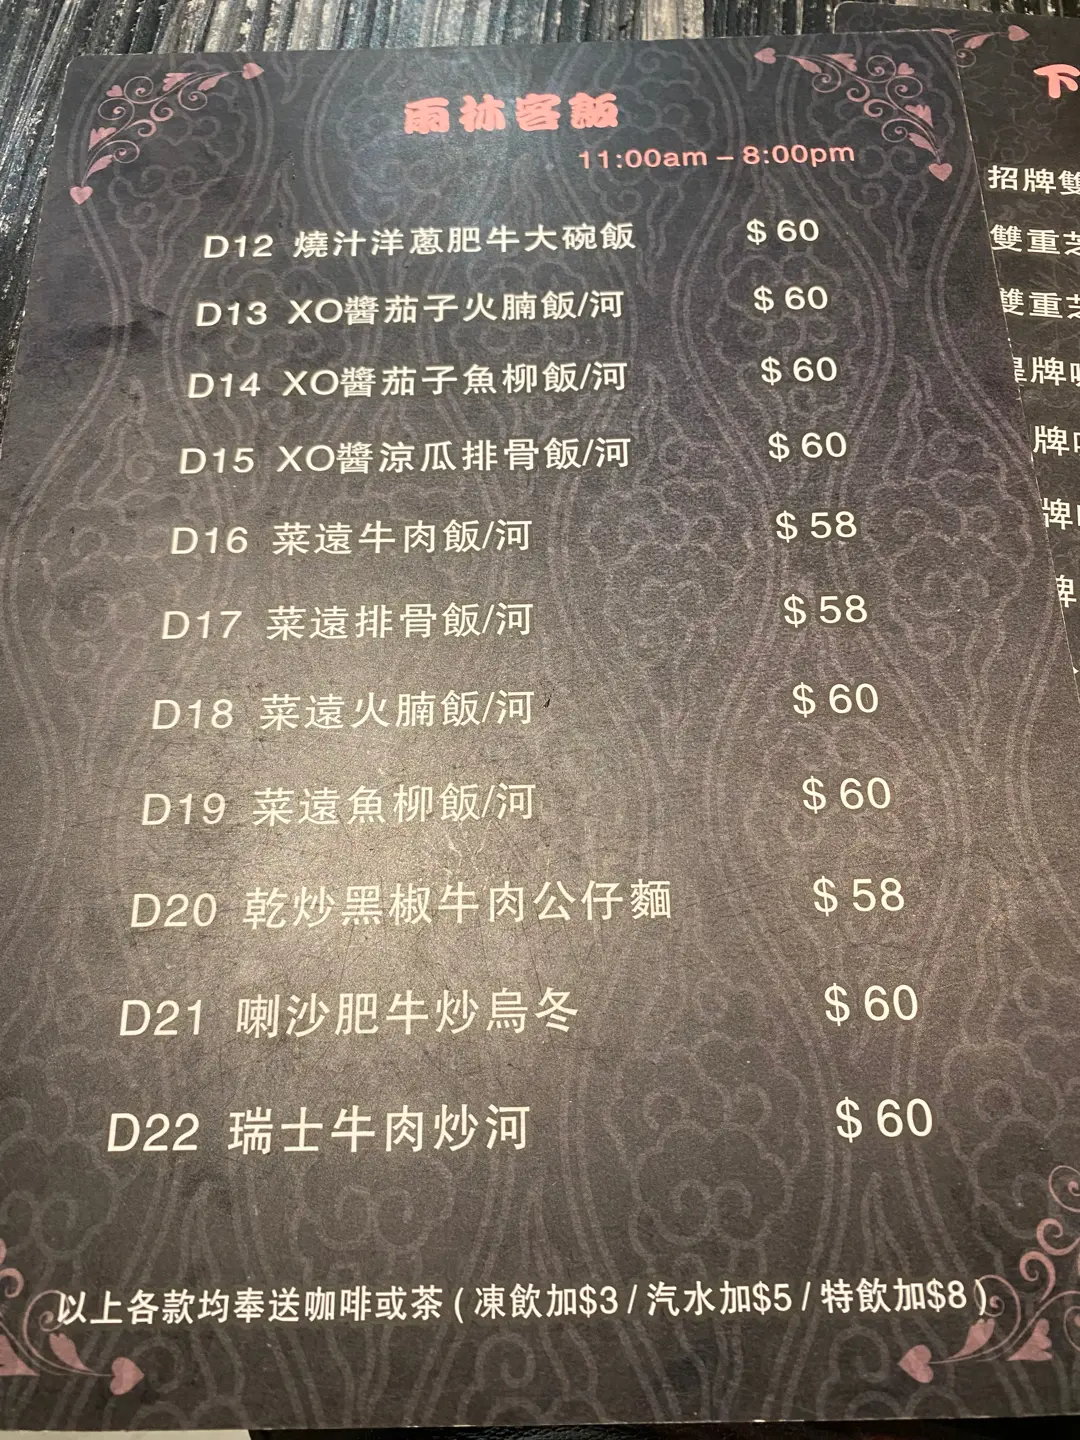 雨林客飯
11:00am – 8:00pm
D12 燒汁洋蔥肥牛大碗飯 $ 60
D13 XO醬茄子火腩飯/河 $ 60
D14 XO醬茄子魚柳飯/河 $ 60
D15 XO醬涼瓜排骨飯/河 $ 60
D16 菜遠牛肉飯/河 $ 58
D17 菜遠排骨飯/河 $ 58
D18 菜遠火腩飯/河 $ 60
D19 菜遠魚柳飯/河 $ 60
D20 乾炒黑椒牛肉公仔麵 $ 58
D21 喇沙肥牛炒烏冬 $ 60
D22 瑞士牛肉炒河 $ 60
以上各款均奉送咖啡或茶 ( 凍飲加$3 / 汽水加$5 / 特飲加$8 )
下
招牌雙
雙重芝
雙重芝
牌
牌
牌